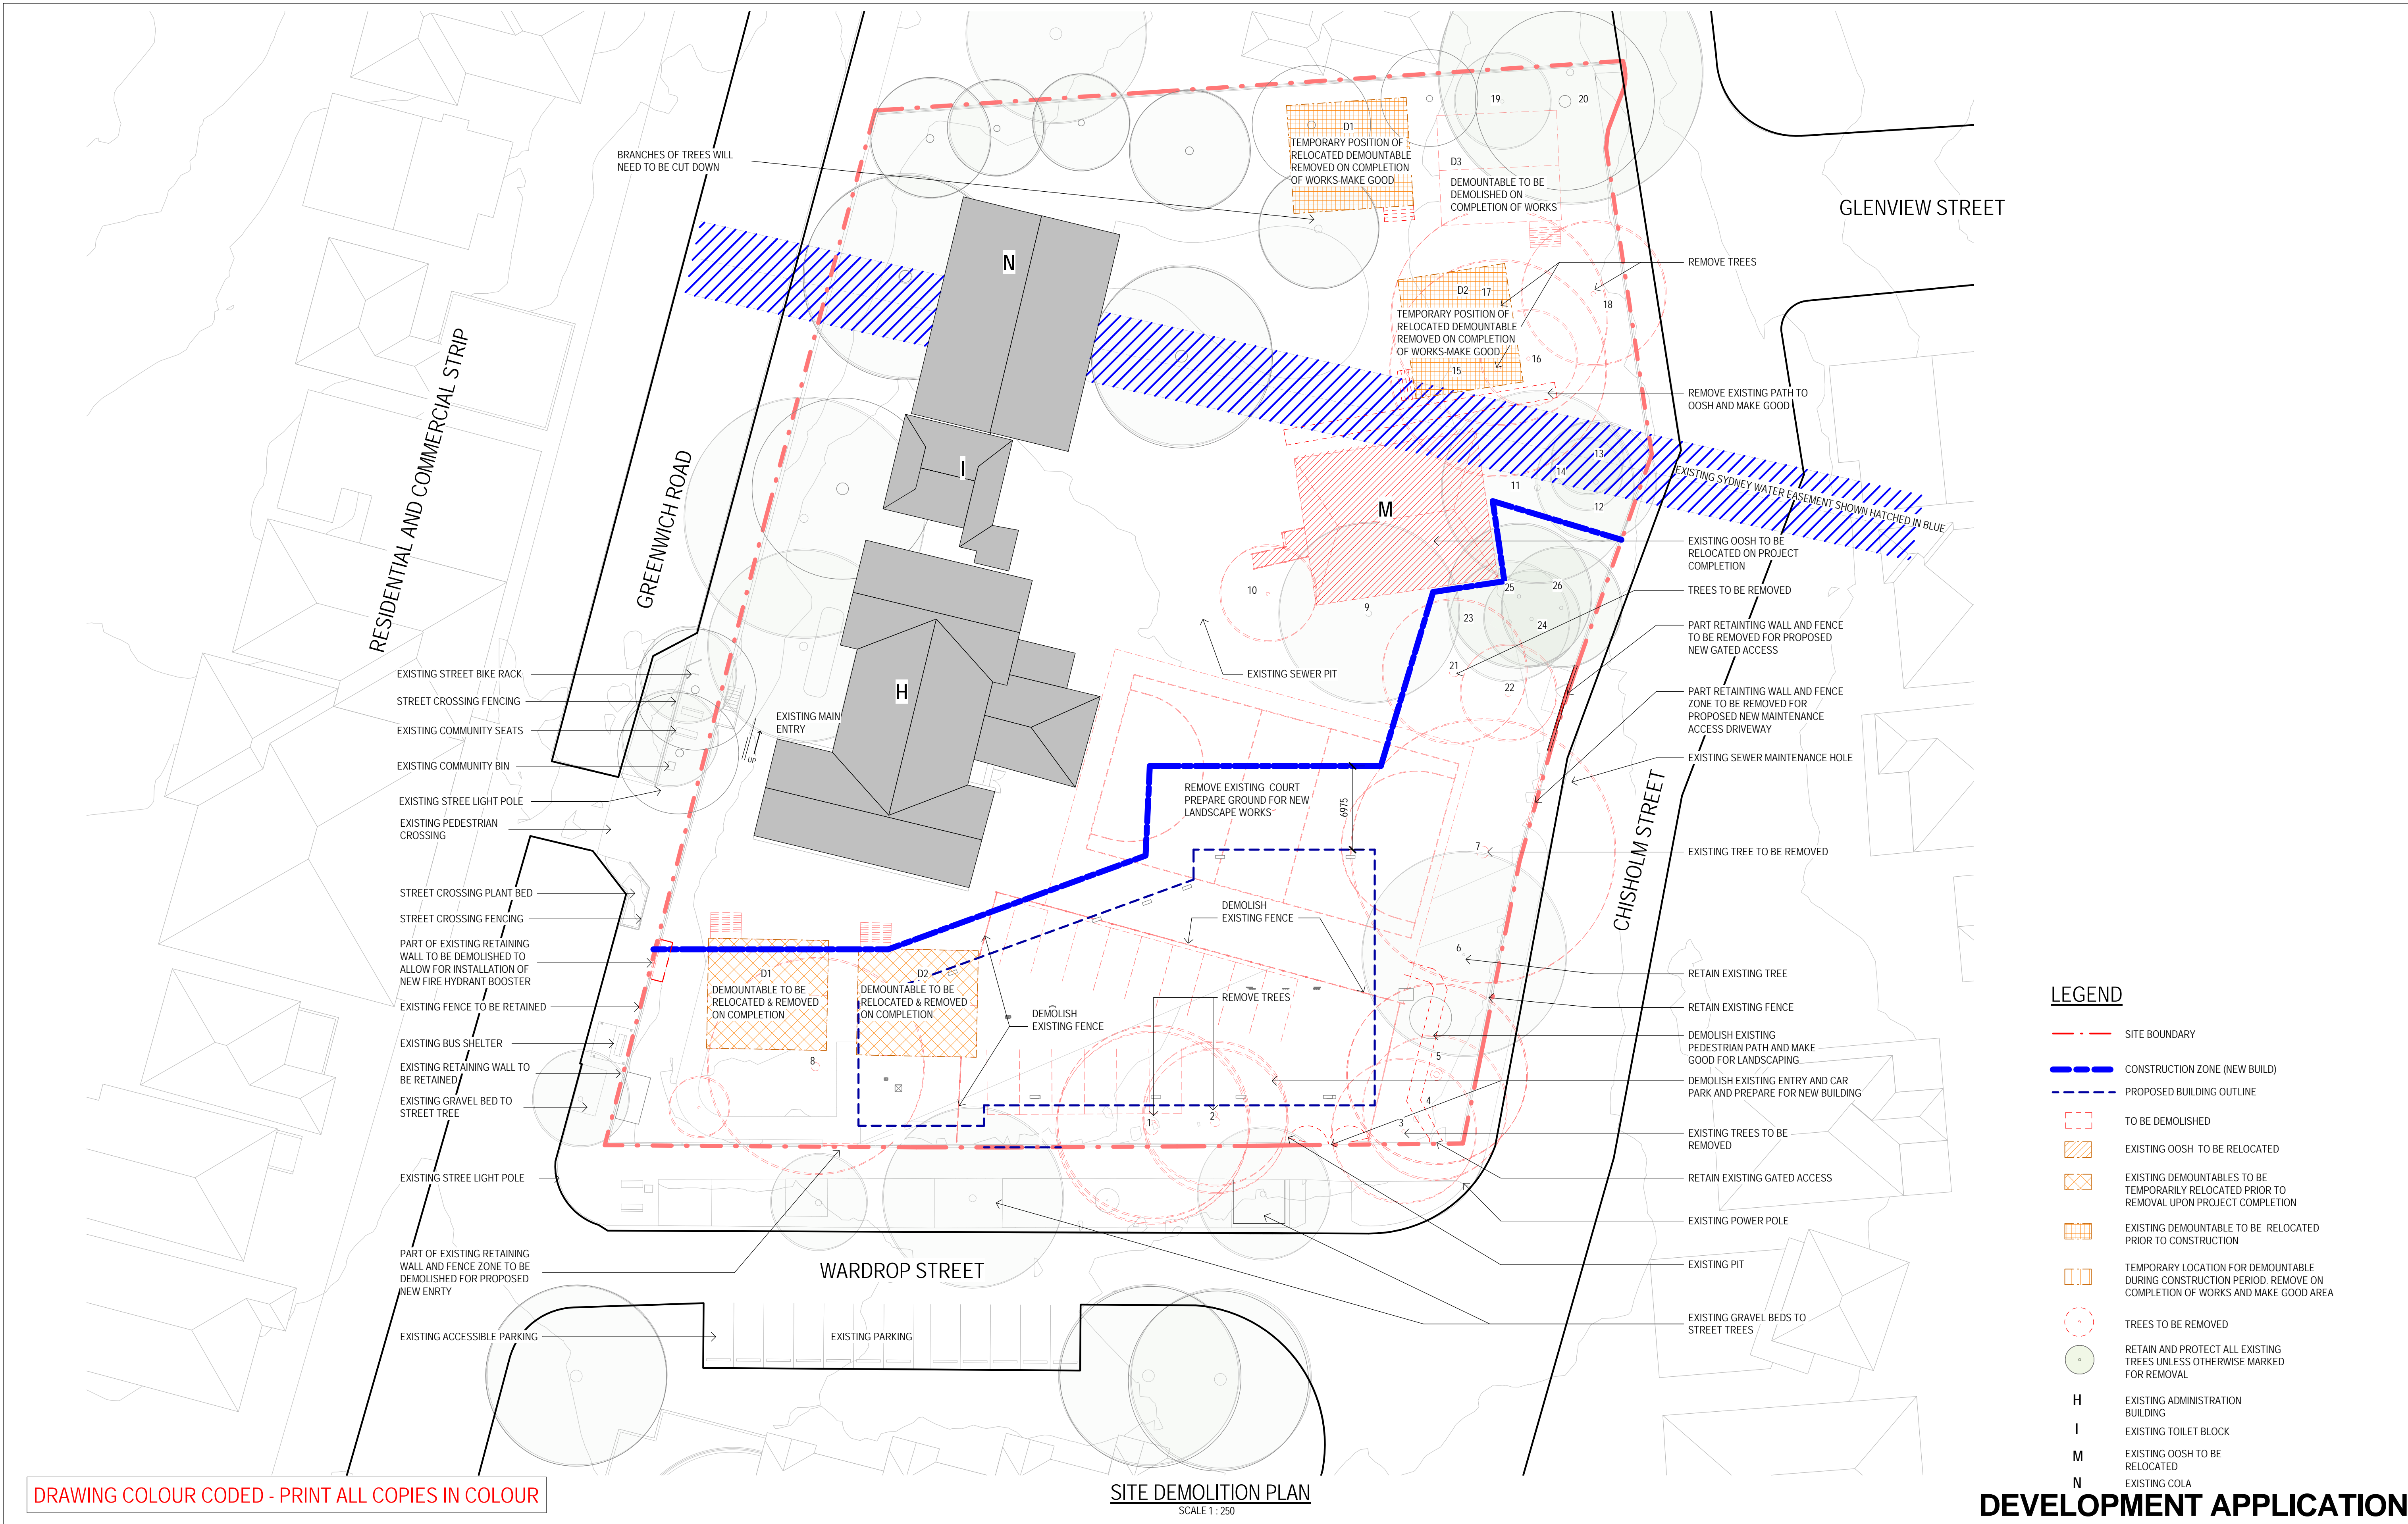 BRANCHES OF TREES WILL
NEED TO BE CUT DOWN
D1
TEMPORARY POSITION OF
RELOCATED DEMOUNTABLE
REMOVED ON COMPLETION
OF WORKS-MAKE GOOD
19
20
D3
DEMOUNTABLE TO BE
DEMOLISHED ON
COMPLETION OF WORKS
GLENVIEW STREET
N
REMOVE TREES
D2
17
18
TEMPORARY POSITION OF
RELOCATED DEMOUNTABLE
REMOVED ON COMPLETION
OF WORKS-MAKE GOOD
16
15
REMOVE EXISTING PATH TO
OOSH AND MAKE GOOD
RESIDENTIAL AND COMMERCIAL STRIP
GREENWICH ROAD
I
M
13
14
11
12
EXISTING SYDNEY WATER EASEMENT SHOWN HATCHED IN BLUE
EXISTING OOSH TO BE
RELOCATED ON PROJECT
COMPLETION
10
9
25
26
23
24
21
22
TREES TO BE REMOVED
PART RETAINTING WALL AND FENCE
TO BE REMOVED FOR PROPOSED
NEW GATED ACCESS
EXISTING SEWER PIT
H
EXISTING MAIN
ENTRY
UP
EXISTING STREET BIKE RACK
STREET CROSSING FENCING
EXISTING COMMUNITY SEATS
EXISTING COMMUNITY BIN
EXISTING STREE LIGHT POLE
EXISTING PEDESTRIAN
CROSSING
STREET CROSSING PLANT BED
STREET CROSSING FENCING
PART OF EXISTING RETAINING
WALL TO BE DEMOLISHED TO
ALLOW FOR INSTALLATION OF
NEW FIRE HYDRANT BOOSTER
EXISTING FENCE TO BE RETAINED
EXISTING BUS SHELTER
EXISTING RETAINING WALL TO
BE RETAINED
EXISTING GRAVEL BED TO
STREET TREE
EXISTING STREE LIGHT POLE
PART OF EXISTING RETAINING
WALL AND FENCE ZONE TO BE
DEMOLISHED FOR PROPOSED
NEW ENRTY
EXISTING ACCESSIBLE PARKING
PART RETAINTING WALL AND FENCE
ZONE TO BE REMOVED FOR
PROPOSED NEW MAINTENANCE
ACCESS DRIVEWAY
EXISTING SEWER MAINTENANCE HOLE
CHISHOLM STREET
REMOVE EXISTING COURT
PREPARE GROUND FOR NEW
LANDSCAPE WORKS
6975
7
EXISTING TREE TO BE REMOVED
DEMOLISH
EXISTING FENCE
6
RETAIN EXISTING TREE
D1
DEMOUNTABLE TO BE
RELOCATED & REMOVED
ON COMPLETION
D2
DEMOUNTABLE TO BE
RELOCATED & REMOVED
ON COMPLETION
REMOVE TREES
DEMOLISH
EXISTING FENCE
RETAIN EXISTING FENCE
DEMOLISH EXISTING
PEDESTRIAN PATH AND MAKE
GOOD FOR LANDSCAPING
8
5
4
3
2
1
DEMOLISH EXISTING ENTRY AND CAR
PARK AND PREPARE FOR NEW BUILDING
EXISTING TREES TO BE
REMOVED
RETAIN EXISTING GATED ACCESS
EXISTING POWER POLE
EXISTING PIT
EXISTING GRAVEL BEDS TO
STREET TREES
WARDROP STREET
EXISTING PARKING
LEGEND
SITE BOUNDARY
CONSTRUCTION ZONE (NEW BUILD)
PROPOSED BUILDING OUTLINE
TO BE DEMOLISHED
EXISTING OOSH TO BE RELOCATED
EXISTING DEMOUNTABLES TO BE
TEMPORARILY RELOCATED PRIOR TO
REMOVAL UPON PROJECT COMPLETION
EXISTING DEMOUNTABLE TO BE RELOCATED
PRIOR TO CONSTRUCTION
TEMPORARY LOCATION FOR DEMOUNTABLE
DURING CONSTRUCTION PERIOD. REMOVE ON
COMPLETION OF WORKS AND MAKE GOOD AREA
TREES TO BE REMOVED
RETAIN AND PROTECT ALL EXISTING
TREES UNLESS OTHERWISE MARKED
FOR REMOVAL
H EXISTING ADMINISTRATION
BUILDING
I EXISTING TOILET BLOCK
M EXISTING OOSH TO BE
RELOCATED
N EXISTING COLA
DRAWING COLOUR CODED - PRINT ALL COPIES IN COLOUR
SITE DEMOLITION PLAN
SCALE 1 : 250
DEVELOPMENT APPLICATION